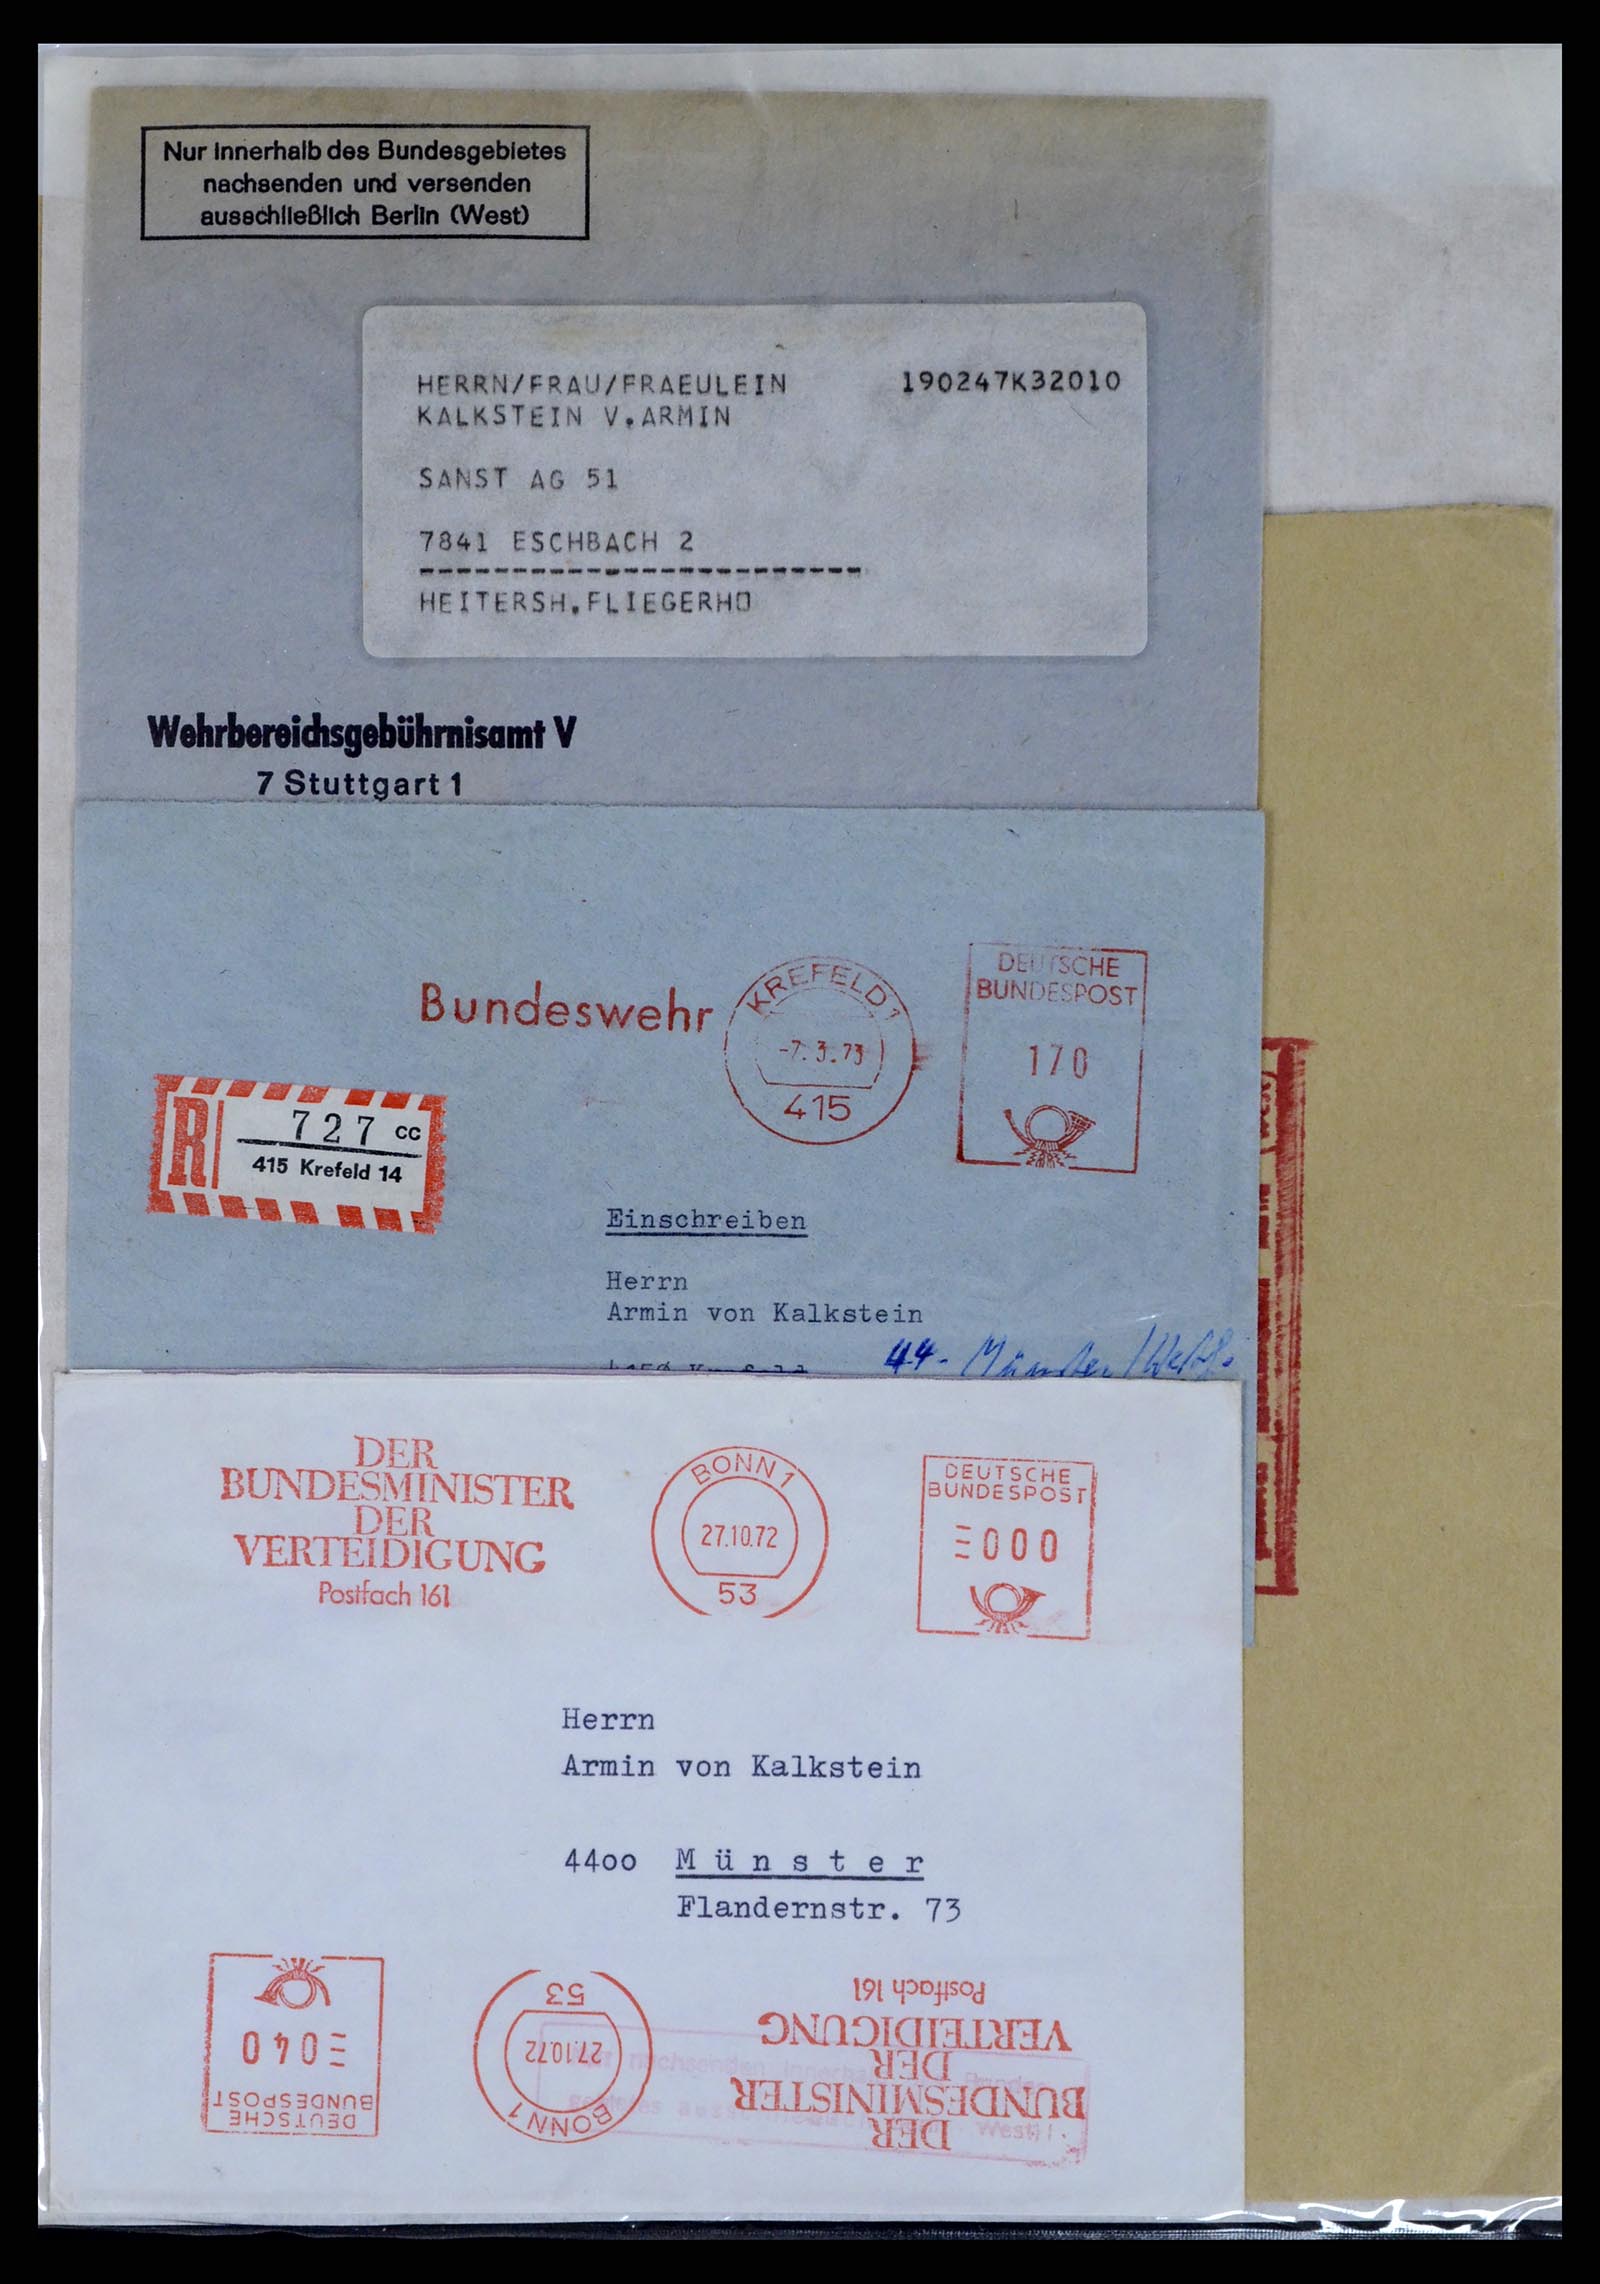 Nur innerhalb des Bundesgebietes
nachsenden und versenden
ausschließlich Berlin (West)
HERRN/FRAU/FRAEULEIN 190247K32010
KALKSTEIN V.ARMIN
SANST AG 51
7841 ESCHBACH 2
HEITERSH.FLIEGERHO
Wehrbereichsgebührnisamt V
7 Stuttgart 1
Bundeswehr
KREFELD 1
-7.3.73
415
DEUTSCHE
BUNDESPOST
170
R
727 cc
415 Krefeld 14
Einschreiben
Herrn
Armin von Kalkstein
44- Münster/Westf.
DER
BUNDESMINISTER
DER
VERTEIDIGUNG
Postfach 161
BONN 1
27.10.72
53
DEUTSCHE
BUNDESPOST
000
Herrn
Armin von Kalkstein
4400 Münster
Flandernstr. 73
DER
BUNDESMINISTER
DER
VERTEIDIGUNG
Postfach 161
BONN 1
27.10.72
53
DEUTSCHE
BUNDESPOST
040
nachsenden
West)